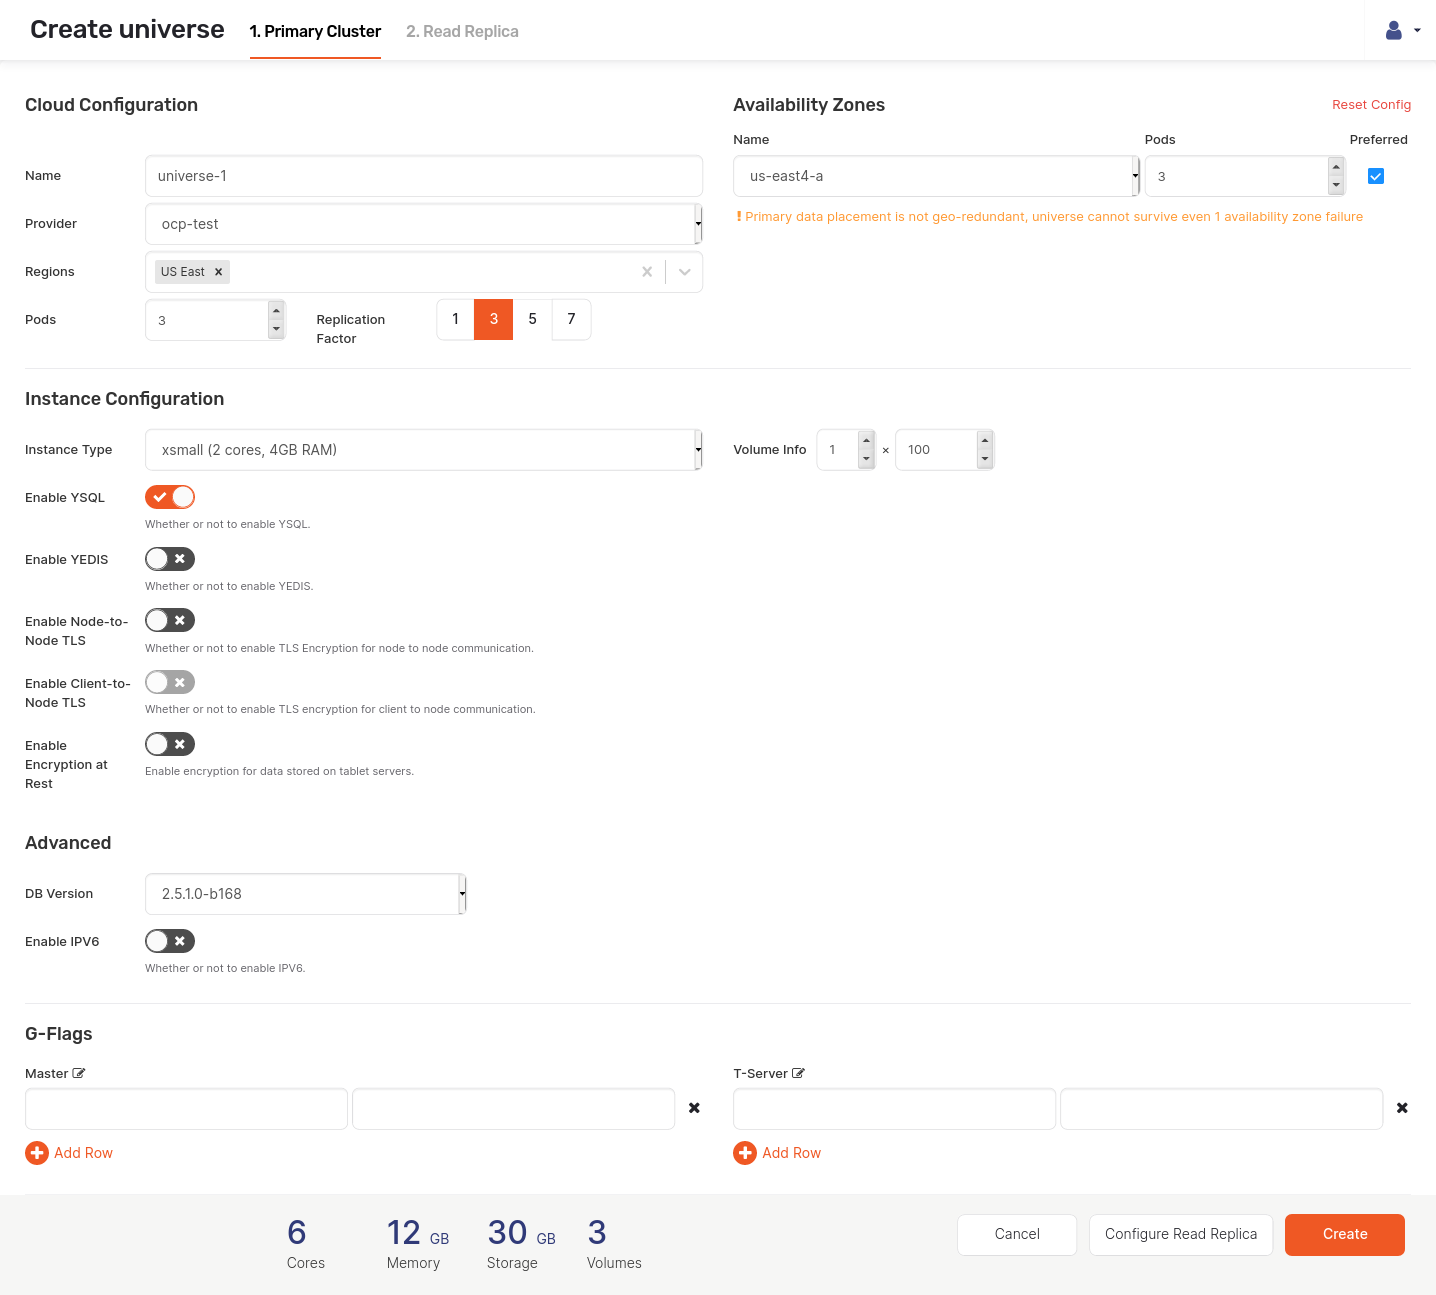 Create universe
1. Primary Cluster
2. Read Replica
Cloud Configuration
Name
universe-1
Provider
ocp-test
Regions
US East
Pods
3
Replication
Factor
1
3
5
7
Availability Zones
Reset Config
Name
Pods
Preferred
us-east4-a
3
Primary data placement is not geo-redundant, universe cannot survive even 1 availability zone failure
Instance Configuration
Instance Type
xsmall (2 cores, 4GB RAM)
Volume Info
1
×
100
Enable YSQL
Whether or not to enable YSQL.
Enable YEDIS
Whether or not to enable YEDIS.
Enable Node-to-
Node TLS
Whether or not to enable TLS Encryption for node to node communication.
Enable Client-to-
Node TLS
Whether or not to enable TLS encryption for client to node communication.
Enable
Encryption at
Rest
Enable encryption for data stored on tablet servers.
Advanced
DB Version
2.5.1.0-b168
Enable IPV6
Whether or not to enable IPV6.
G-Flags
Master
Add Row
T-Server
Add Row
6
Cores
12 GB
Memory
30 GB
Storage
3
Volumes
Cancel
Configure Read Replica
Create